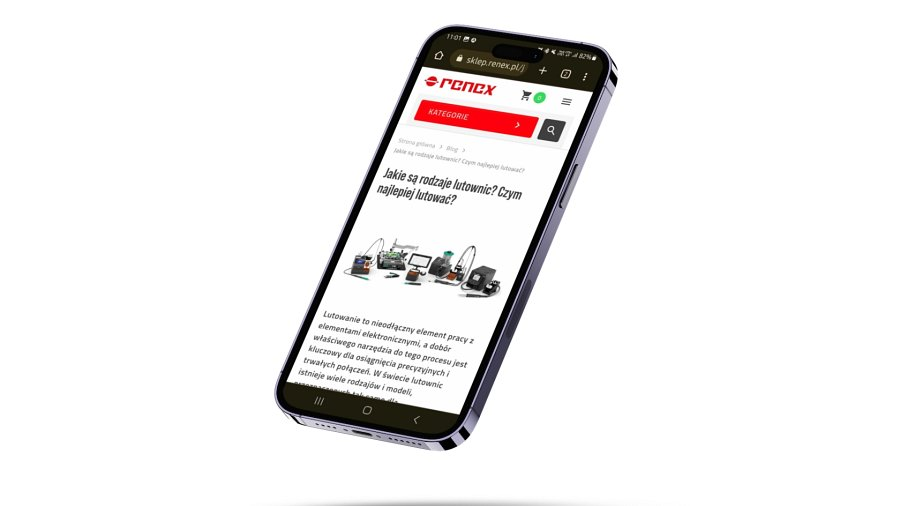 11:01 82%
sklep.renex.pl/j 2
renex 0
KATEGORIE
Strona główna > Blog >
Jakie są rodzaje lutownic? Czym najlepiej lutować?
Jakie są rodzaje lutownic? Czym
najlepiej lutować?
Lutowanie to nieodłączny element pracy z
elementami elektronicznymi, a dobór
właściwego narzędzia do tego procesu jest
kluczowy dla osiągnięcia precyzyjnych i
trwałych połączeń. W świecie lutownic
istnieje wiele rodzajów i modeli,